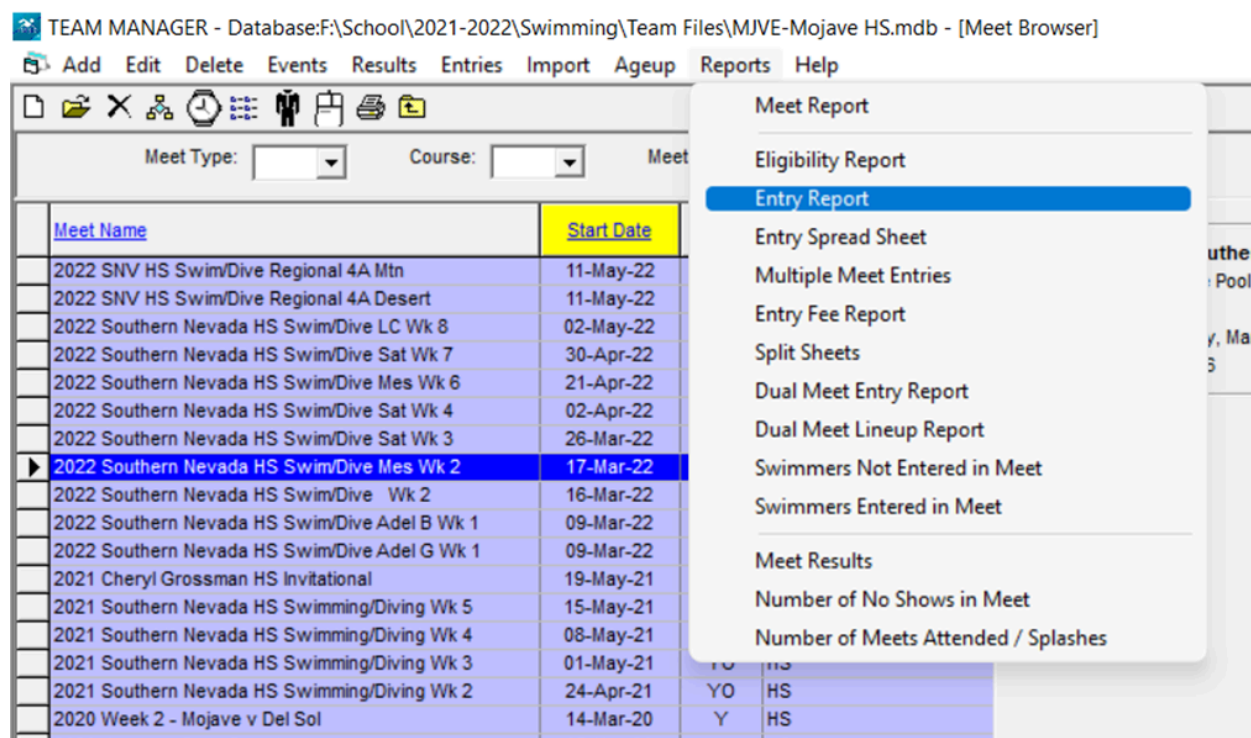 TEAM MANAGER - Database:F:\School\2021-2022\Swimming\Team Files\MJVE-Mojave HS.mdb - [Meet Browser]
Add Edit Delete Events Results Entries Import Ageup Reports Help
Meet Type: Course: Meet
Meet Name Start Date
2022 SNV HS Swim/Dive Regional 4A Mtn 11-May-22
2022 SNV HS Swim/Dive Regional 4A Desert 11-May-22
2022 Southern Nevada HS Swim/Dive LC Wk 8 02-May-22
2022 Southern Nevada HS Swim/Dive Sat Wk 7 30-Apr-22
2022 Southern Nevada HS Swim/Dive Mes Wk 6 21-Apr-22
2022 Southern Nevada HS Swim/Dive Sat Wk 4 02-Apr-22
2022 Southern Nevada HS Swim/Dive Sat Wk 3 26-Mar-22
2022 Southern Nevada HS Swim/Dive Mes Wk 2 17-Mar-22
2022 Southern Nevada HS Swim/Dive Wk 2 16-Mar-22
2022 Southern Nevada HS Swim/Dive Adel B Wk 1 09-Mar-22
2022 Southern Nevada HS Swim/Dive Adel G Wk 1 09-Mar-22
2021 Cheryl Grossman HS Invitational 19-May-21
2021 Southern Nevada HS Swimming/Diving Wk 5 15-May-21
2021 Southern Nevada HS Swimming/Diving Wk 4 08-May-21
2021 Southern Nevada HS Swimming/Diving Wk 3 01-May-21 YO HS
2021 Southern Nevada HS Swimming/Diving Wk 2 24-Apr-21 YO HS
2020 Week 2 - Mojave v Del Sol 14-Mar-20 Y HS
Meet Report
Eligibility Report
Entry Report
Entry Spread Sheet
Multiple Meet Entries
Entry Fee Report
Split Sheets
Dual Meet Entry Report
Dual Meet Lineup Report
Swimmers Not Entered in Meet
Swimmers Entered in Meet
Meet Results
Number of No Shows in Meet
Number of Meets Attended / Splashes
uthe
Pool
y, Ma